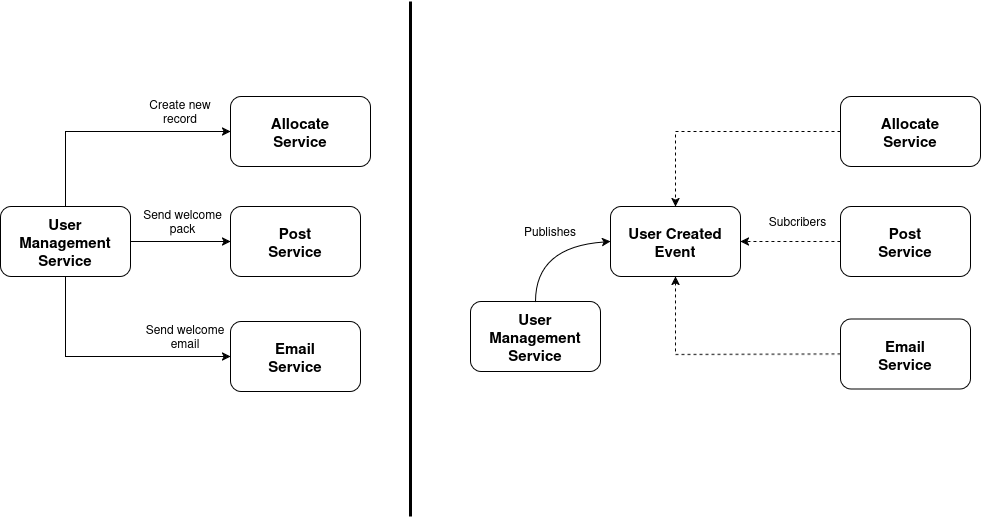 Create new
record
Allocate
Service
User
Management
Service
Send welcome
pack
Post
Service
Send welcome
email
Email
Service
Allocate
Service
Publishes
User Created
Event
Subcribers
Post
Service
User
Management
Service
Email
Service